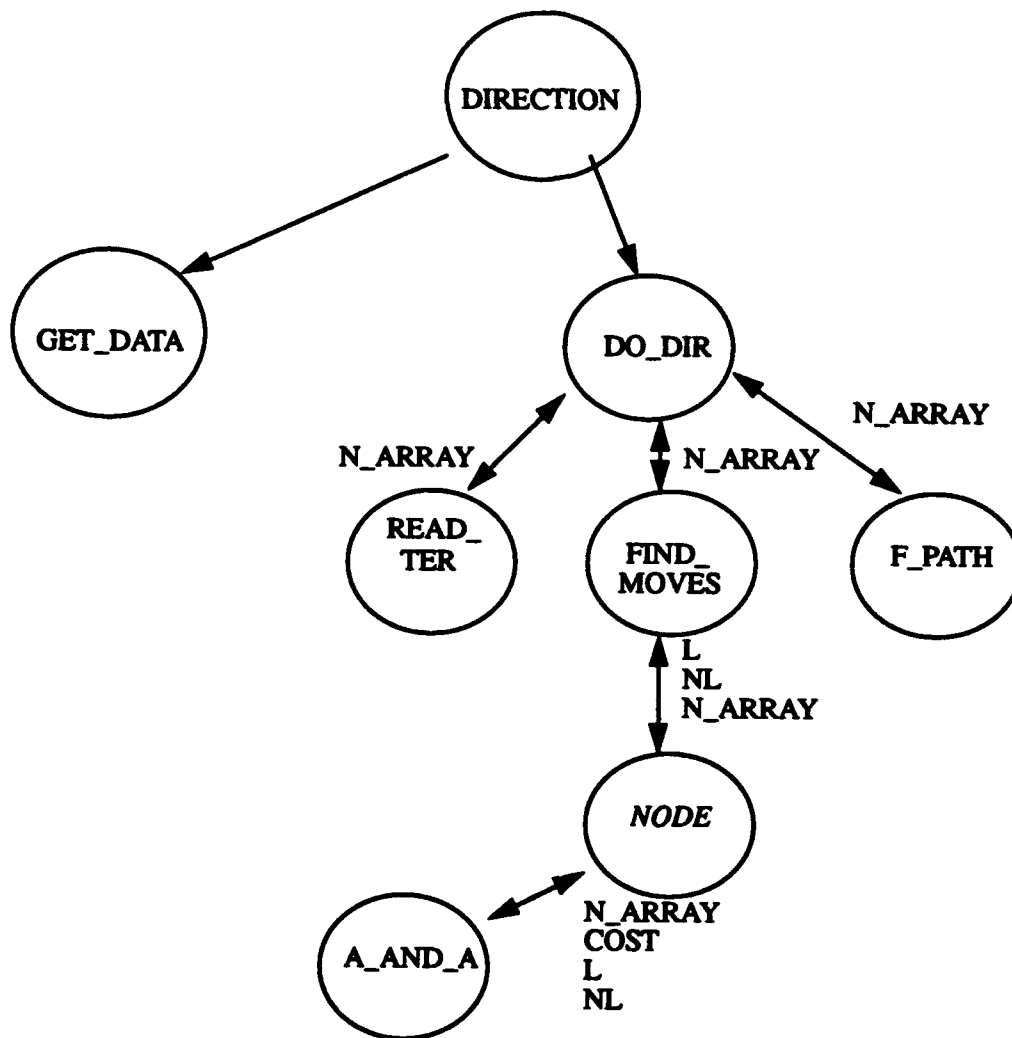 DIRECTION
GET_DATA
DO_DIR
N_ARRAY
N_ARRAY
N_ARRAY
READ_
TER
FIND_
MOVES
F_PATH
L
NL
N_ARRAY
NODE
N_ARRAY
COST
L
NL
A_AND_A